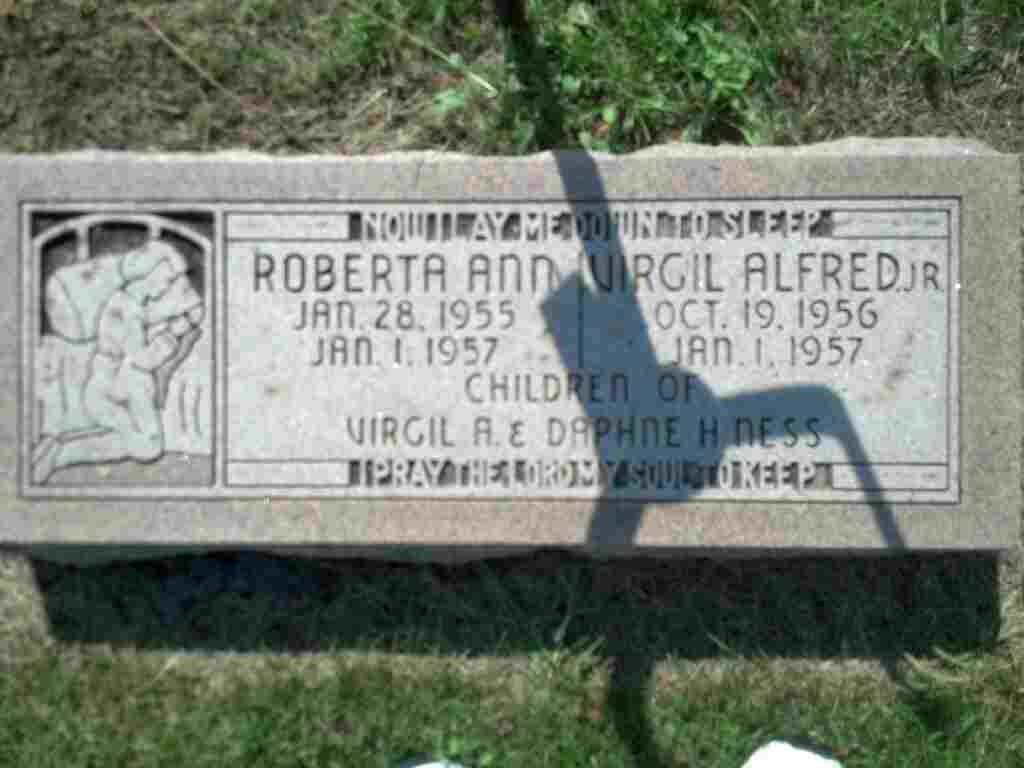 NOW I LAY ME DOWN TO SLEEP
ROBERTA ANN VIRGIL ALFRED, JR
JAN. 28, 1955 OCT. 19, 1956
JAN. 1, 1957 JAN. 1, 1957
CHILDREN OF
VIRGIL A. & DAPHNE H NESS
I PRAY THE LORD MY SOUL TO KEEP